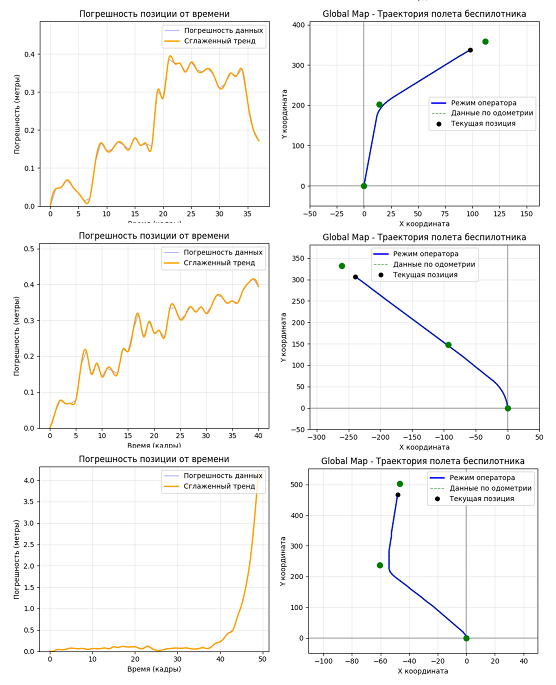 Погрешность позиции от времени
Погрешность данных
Сглаженный тренд
Погрешность (метры)
0.4
0.3
0.2
0.1
0.0
0 5 10 15 20 25 30 35
Время (кадры)
Global Map - Траектория полета беспилотника
Режим оператора
Данные по одометрии
Текущая позиция
Y координата
400
300
200
100
0
-50 -25 0 25 50 75 100 125 150
X координата
Погрешность позиции от времени
Погрешность данных
Сглаженный тренд
Погрешность (метры)
0.5
0.4
0.3
0.2
0.1
0.0
0 5 10 15 20 25 30 35 40
Время (кадры)
Global Map - Траектория полета беспилотника
Режим оператора
Данные по одометрии
Текущая позиция
Y координата
350
300
250
200
150
100
50
0
−50
−300 −250 −200 −150 −100 −50 0 50
X координата
Погрешность позиции от времени
Погрешность данных
Сглаженный тренд
Погрешность (метры)
4.0
3.5
3.0
2.5
2.0
1.5
1.0
0.5
0.0
0 10 20 30 40 50
Время (кадры)
Global Map - Траектория полета беспилотника
Режим оператора
Данные по одометрии
Текущая позиция
Y координата
500
400
300
200
100
0
−100 −80 −60 −40 −20 0 20 40
X координата